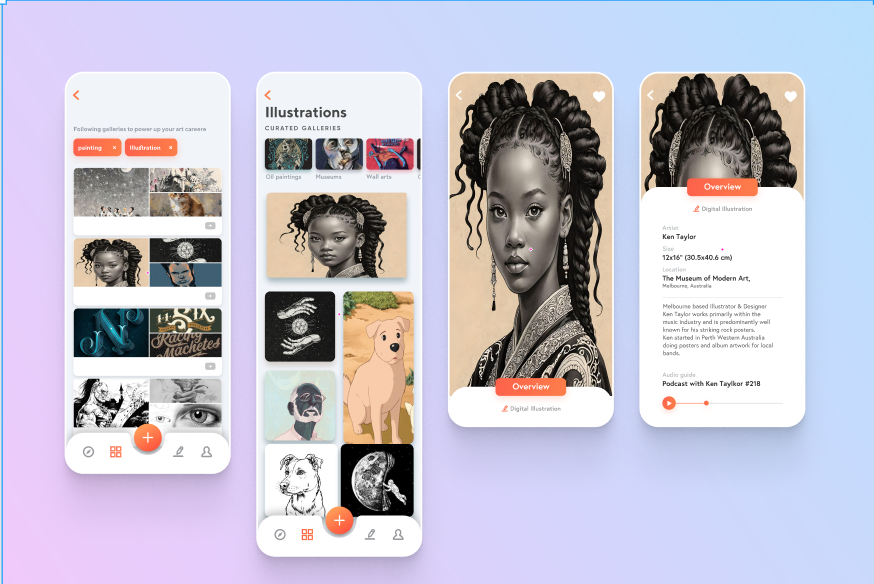 Following galleries to power up your art careere
painting ×
Illustration ×
Racing
Machetes
Illustrations
CURATED GALLERIES
Oil paintings
Museums
Wall arts
Overview
Digital Illustration
Overview
Digital Illustration
Artist
Ken Taylor
Size
12x16" (30.5x40.6 cm)
Location
The Museum of Modern Art,
Melbourne, Australia
Melbourne based Illustrator & Designer
Ken Taylor works primarily within the
music industry end is predominantly well
known for his striking rock posters.
Ken started in Perth Western Australia
doing posters and album artwork for local
bands.
Audio guide
Podcast with Ken Taylkor #218